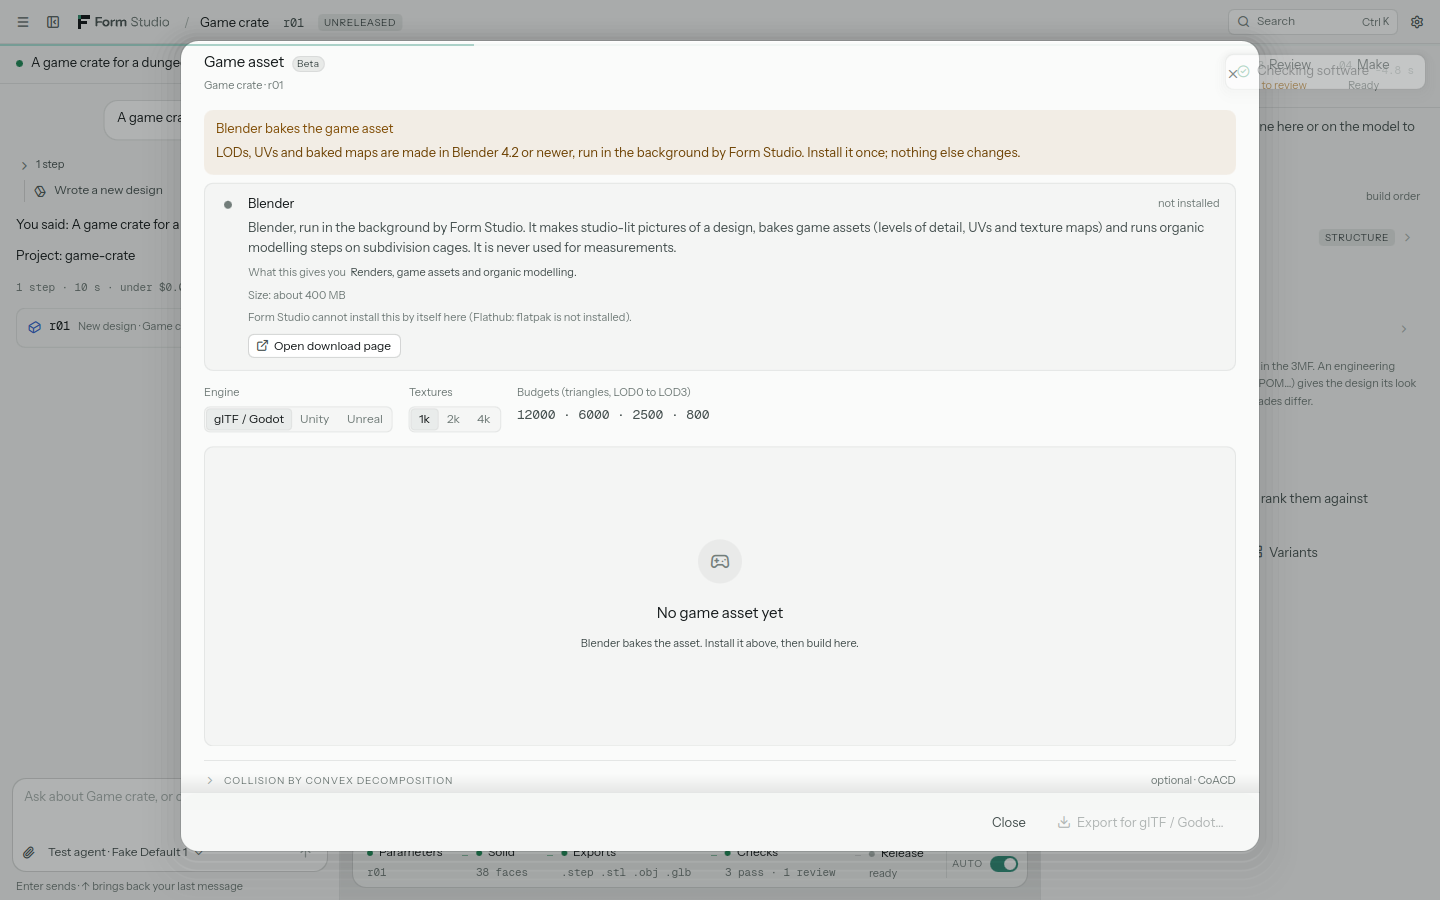 Form Studio / Game crate r01 UNRELEASED
Search Ctrl K
A game crate for a dunge
Game asset Beta
Game crate · r01
Review
04 Make
Checking software
4.8 s
to review
Ready
A game cra
ne here or on the model to
Blender bakes the game asset
LODs, UVs and baked maps are made in Blender 4.2 or newer, run in the background by Form Studio. Install it once; nothing else changes.
1 step
Wrote a new design
build order
Blender
not installed
Blender, run in the background by Form Studio. It makes studio-lit pictures of a design, bakes game assets (levels of detail, UVs and texture maps) and runs organic
modelling steps on subdivision cages. It is never used for measurements.
You said: A game crate for a
STRUCTURE
Project: game-crate
What this gives you Renders, game assets and organic modelling.
1 step · 10 s · under $0.0
Size: about 400 MB
Form Studio cannot install this by itself here (Flathub: flatpak is not installed).
r01 New design · Game c
Open download page
in the 3MF. An engineering
POM...) gives the design its look
ades differ.
Engine
Textures
Budgets (triangles, LOD0 to LOD3)
glTF / Godot Unity Unreal
1k 2k 4k
12000 · 6000 · 2500 · 800
rank them against
Variants
No game asset yet
Blender bakes the asset. Install it above, then build here.
COLLISION BY CONVEX DECOMPOSITION
optional · CoACD
Ask about Game crate, or c
Close
Export for glTF / Godot...
Test agent · Fake Default 1
Parameters
Solid
Exports
Checks
Release
r01
38 faces
.step .stl .obj .glb
3 pass · 1 review
ready
AUTO
Enter sends · ↑ brings back your last message